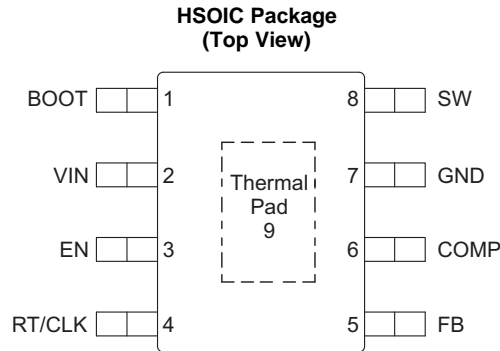 HSOIC Package
(Top View)
BOOT 1 8 SW
VIN 2 7 GND
Thermal
Pad
9
EN 3 6 COMP
RT/CLK 4 5 FB